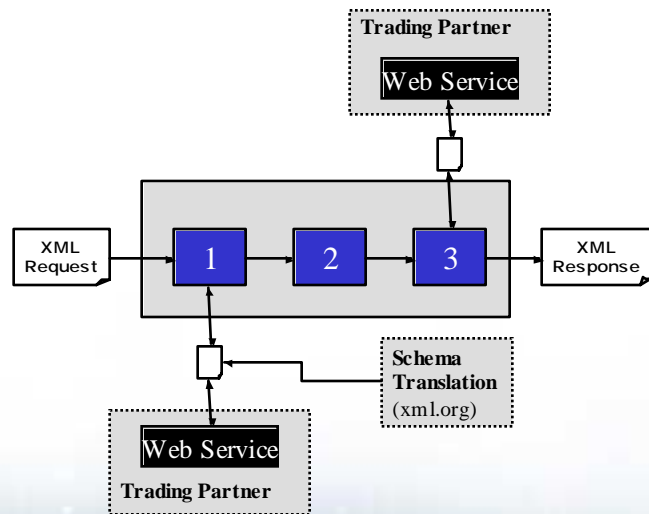 Trading Partner
Web Service
XML
Request
1
2
3
XML
Response
Schema
Translation
(xml.org)
Web Service
Trading Partner